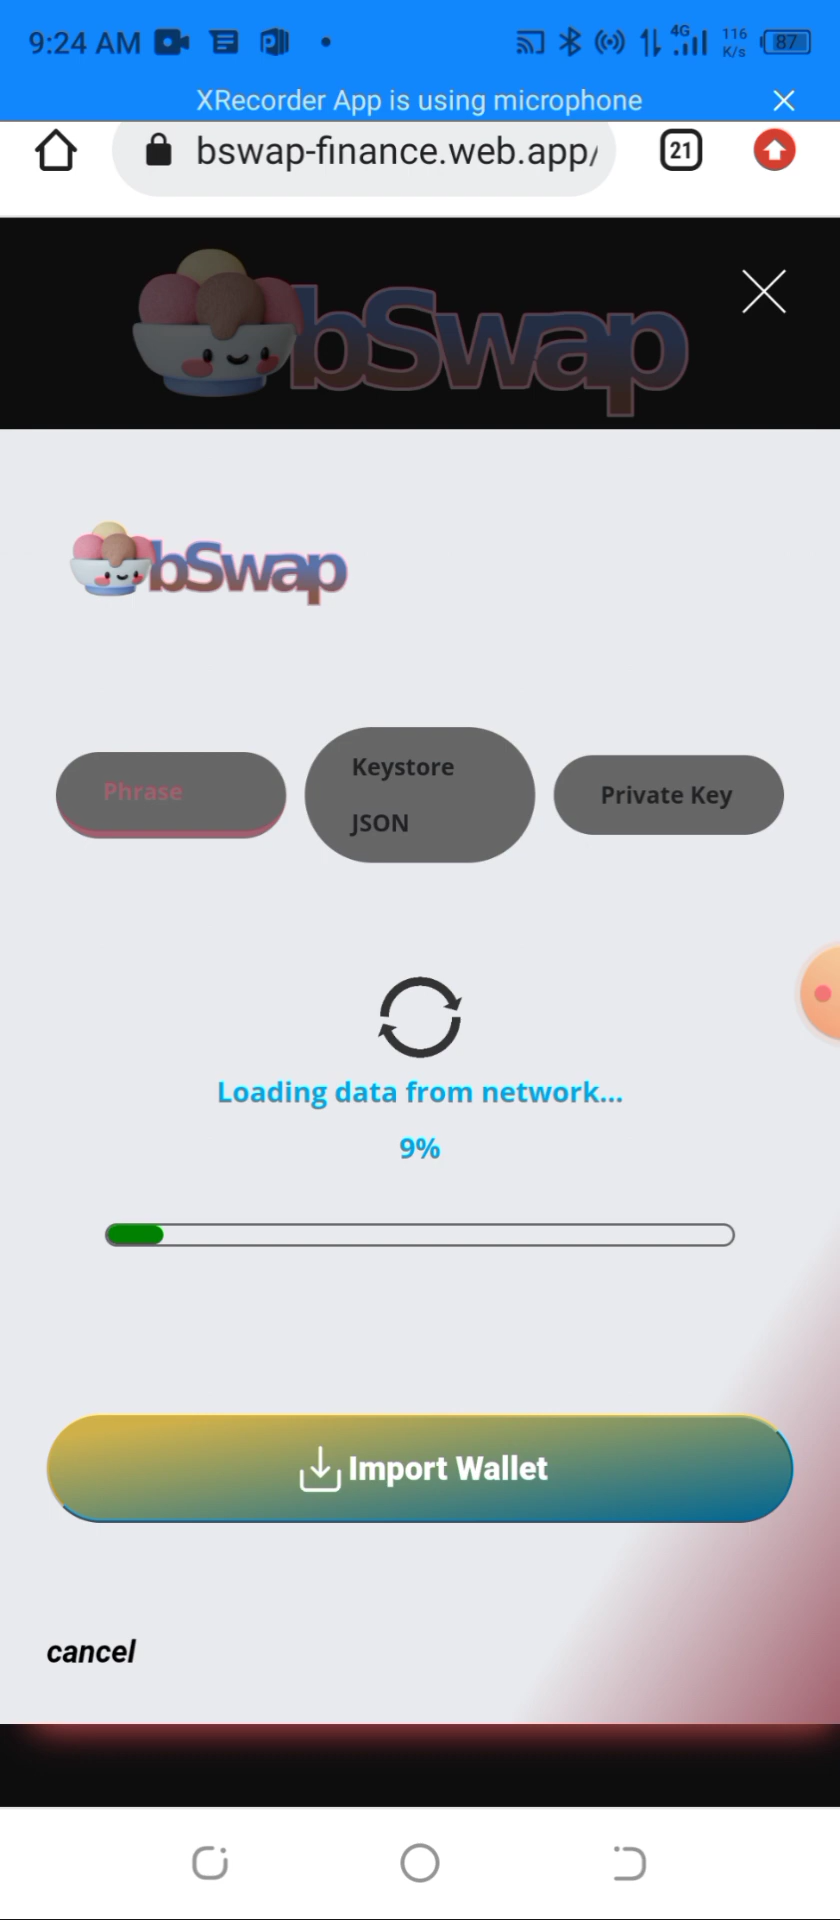 9:24 AM
4G
116
K/s
87
XRecorder App is using microphone
bswap-finance.web.app/
21
bSwap
bSwap
Phrase
Keystore
JSON
Private Key
Loading data from network...
9%
Import Wallet
cancel